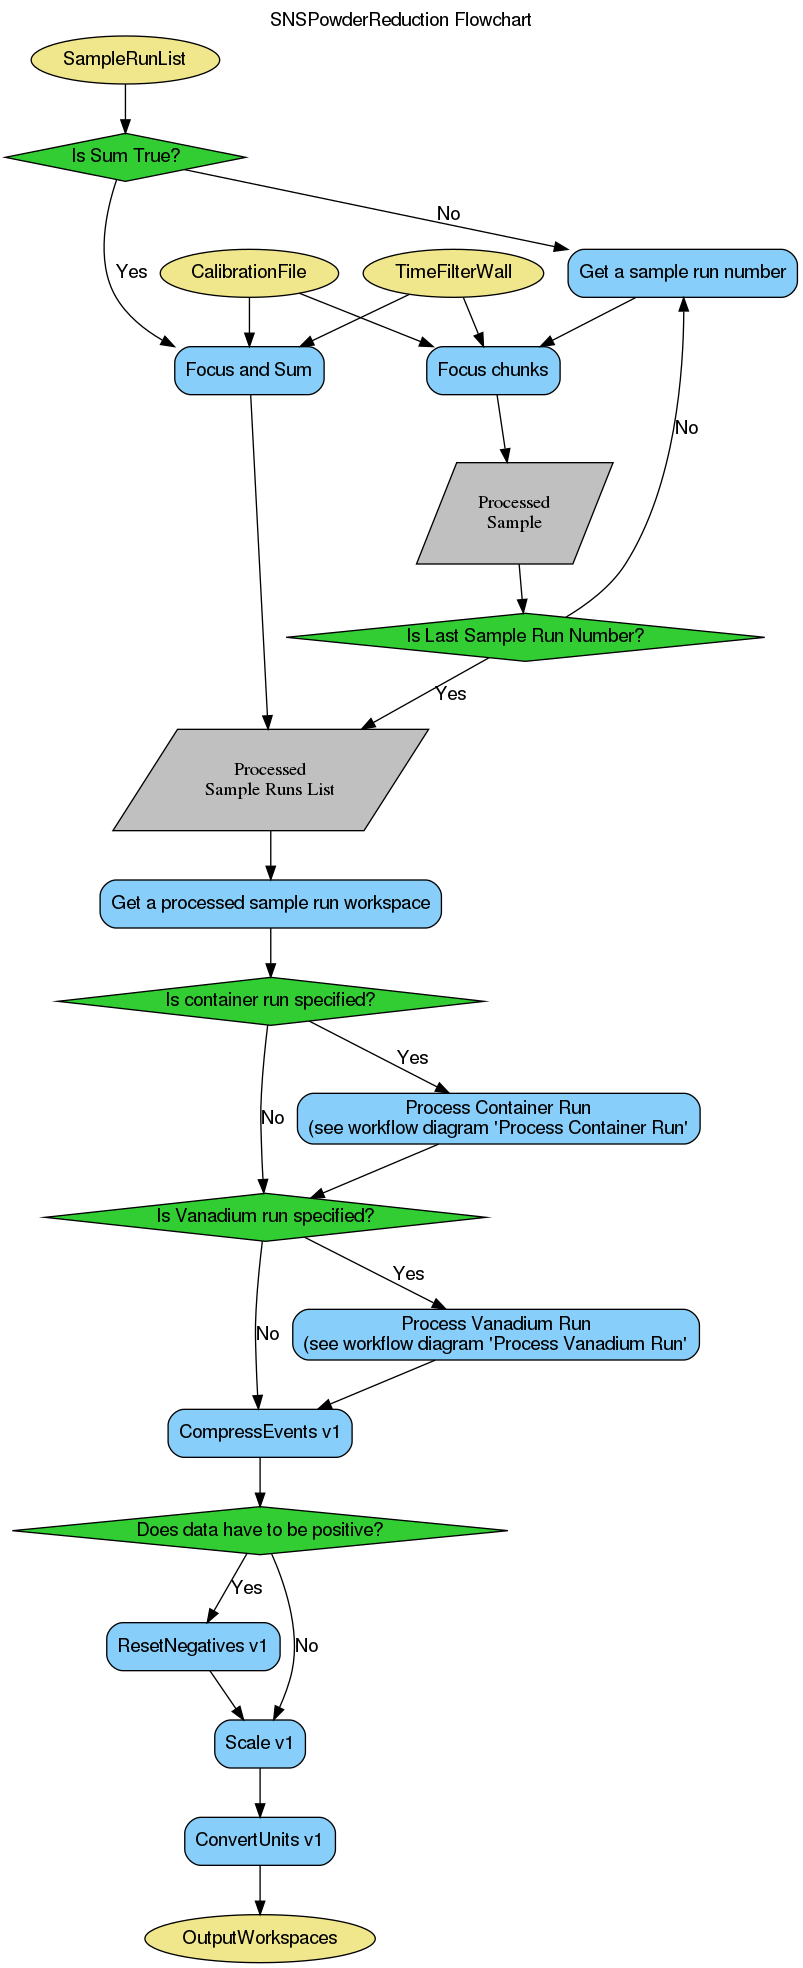 SNSPowderReduction Flowchart
SampleRunList
Is Sum True?
No
Yes
CalibrationFile
TimeFilterWall
Get a sample run number
Focus and Sum
Focus chunks
No
Processed
Sample
Is Last Sample Run Number?
Yes
Processed
Sample Runs List
Get a processed sample run workspace
Is container run specified?
Yes
No
Process Container Run
(see workflow diagram 'Process Container Run'
Is Vanadium run specified?
Yes
No
Process Vanadium Run
(see workflow diagram 'Process Vanadium Run'
CompressEvents v1
Does data have to be positive?
Yes
ResetNegatives v1
No
Scale v1
ConvertUnits v1
OutputWorkspaces